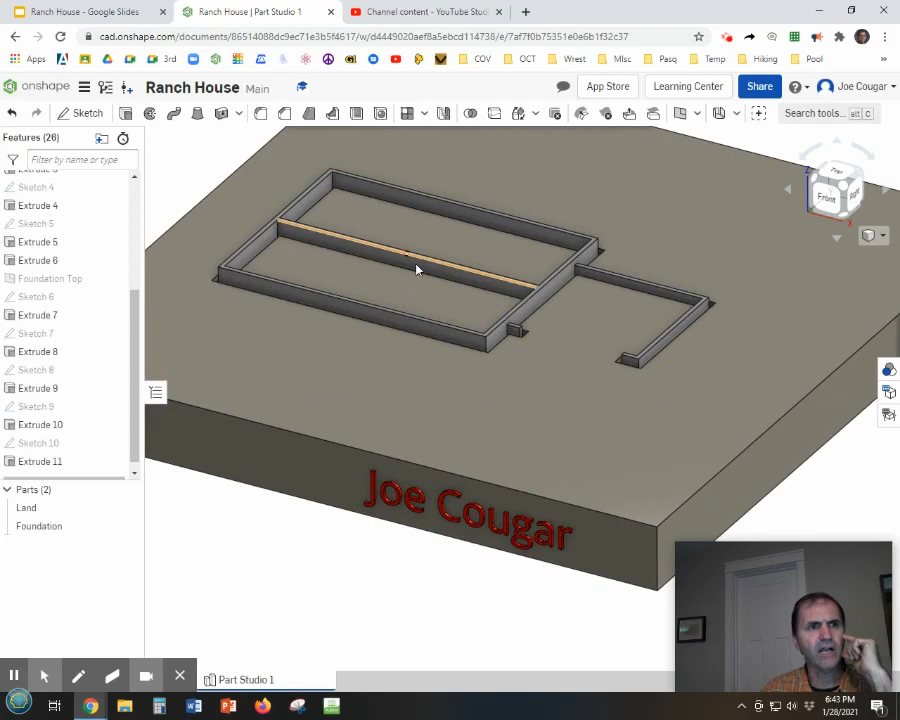 Ranch House - Google Slides
Ranch House | Part Studio 1
Channel content - YouTube Studi
cad.onshape.com/documents/86514088dc9ec71e3b5f4617/w/d4449020aef8a5ebcd114738/e/7af7f0b75351e0e6b1f32c37
Apps
3rd
COV
OCT
Wrest
MIsc
Pasq
Temp
Hiking
Pool
onshape
Ranch House Main
App Store
Learning Center
Share
Joe Cougar
Sketch
Search tools...
alt
C
Features (26)
Filter by name or type
Sketch 4
Extrude 4
Sketch 5
Extrude 5
Extrude 6
Foundation Top
Sketch 6
Extrude 7
Sketch 7
Extrude 8
Sketch 8
Extrude 9
Sketch 9
Extrude 10
Sketch 10
Extrude 11
Parts (2)
Land
Foundation
Z
Top
Front
Right
X
Joe Cougar
Part Studio 1
6:43 PM
1/28/2021